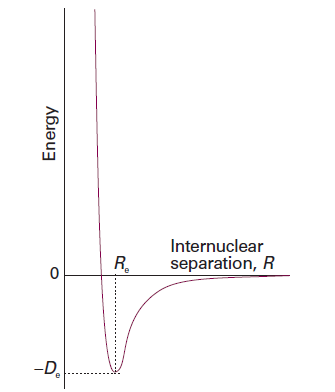 Energy
Internuclear
separation, R
0
Rₑ
–Dₑ